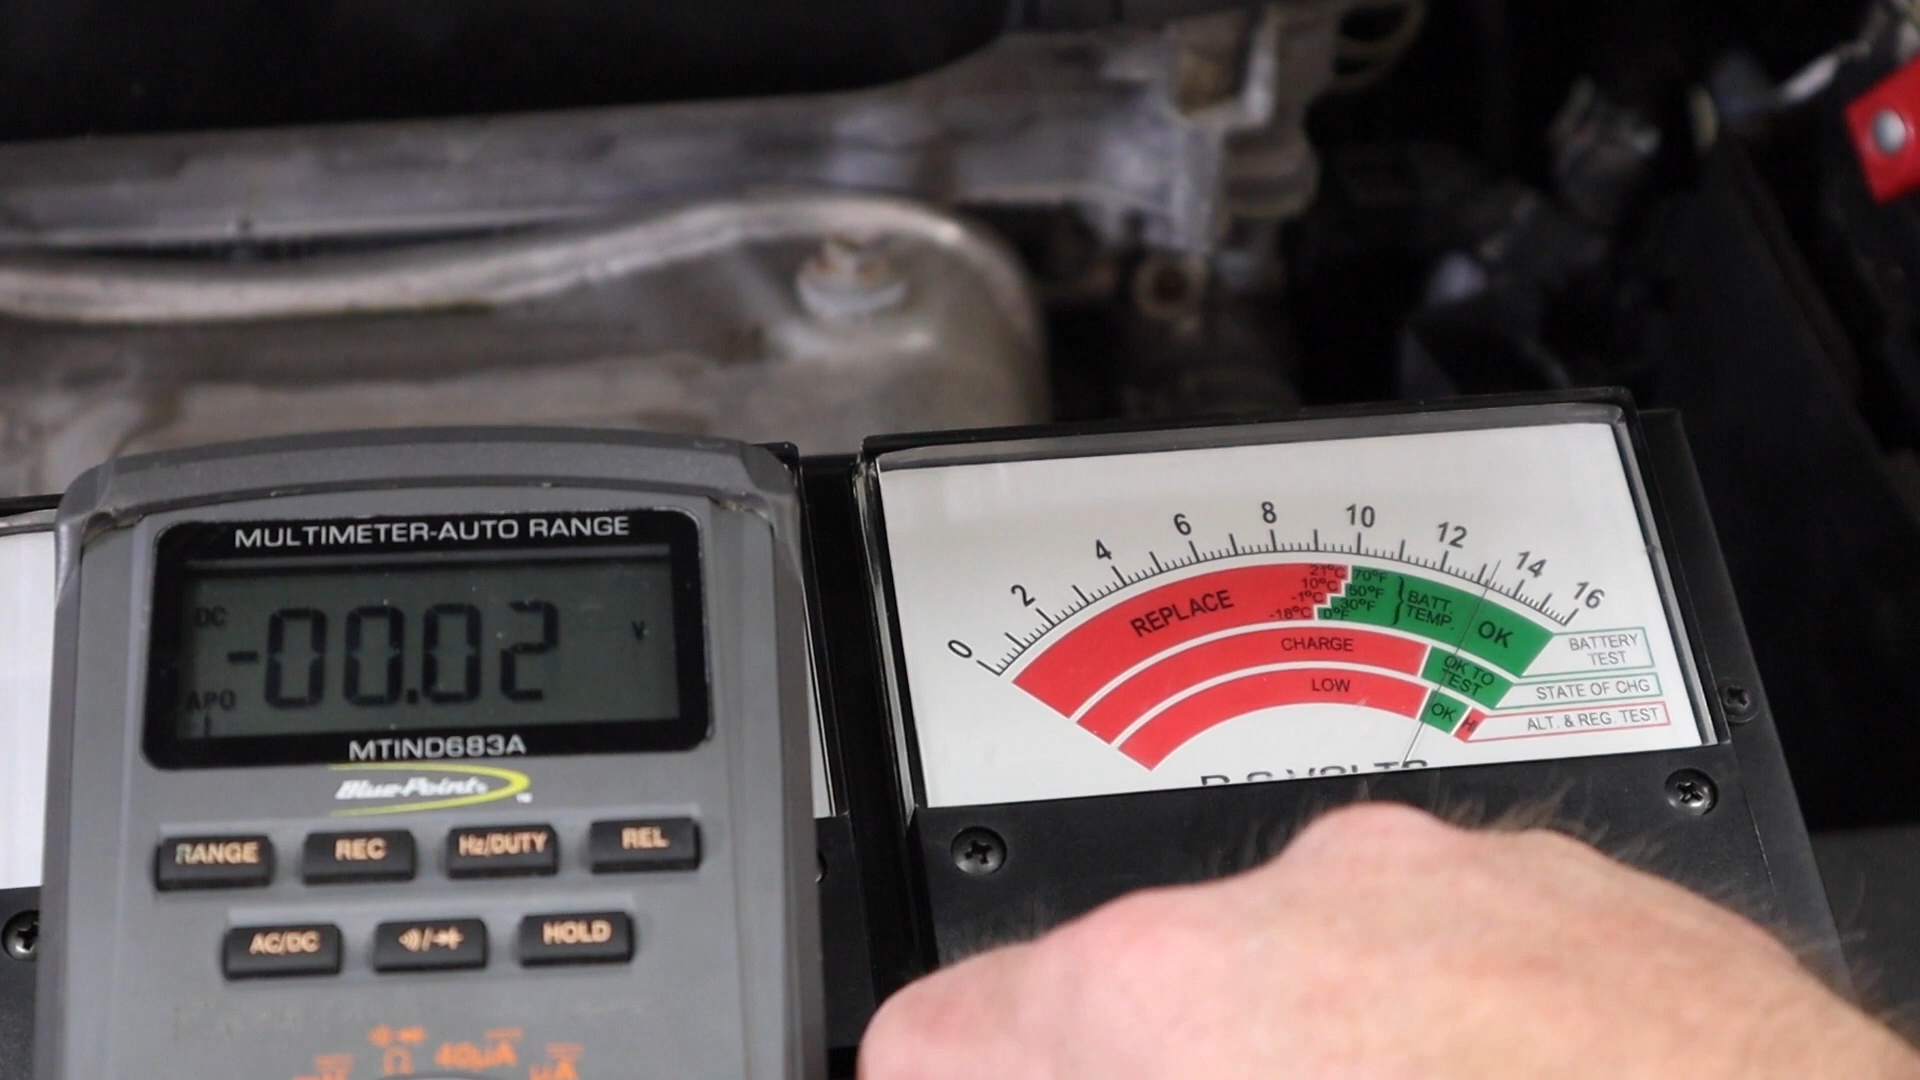 MULTIMETER-AUTO RANGE
DC
-00.02
V
APO
MTIND683A
Blue-Point
RANGE
REC
Hz/DUTY
REL
AC/DC
HOLD
Ω
40μA
μA
0
2
4
6
8
10
12
14
16
REPLACE
21°C
10°C
-1°C
-18°C
70°F
50°F
30°F
0°F
BATT.
TEMP.
OK
CHARGE
OK TO
TEST
LOW
OK
HI
BATTERY
TEST
STATE OF CHG
ALT. & REG. TEST
D.C. VOLTS